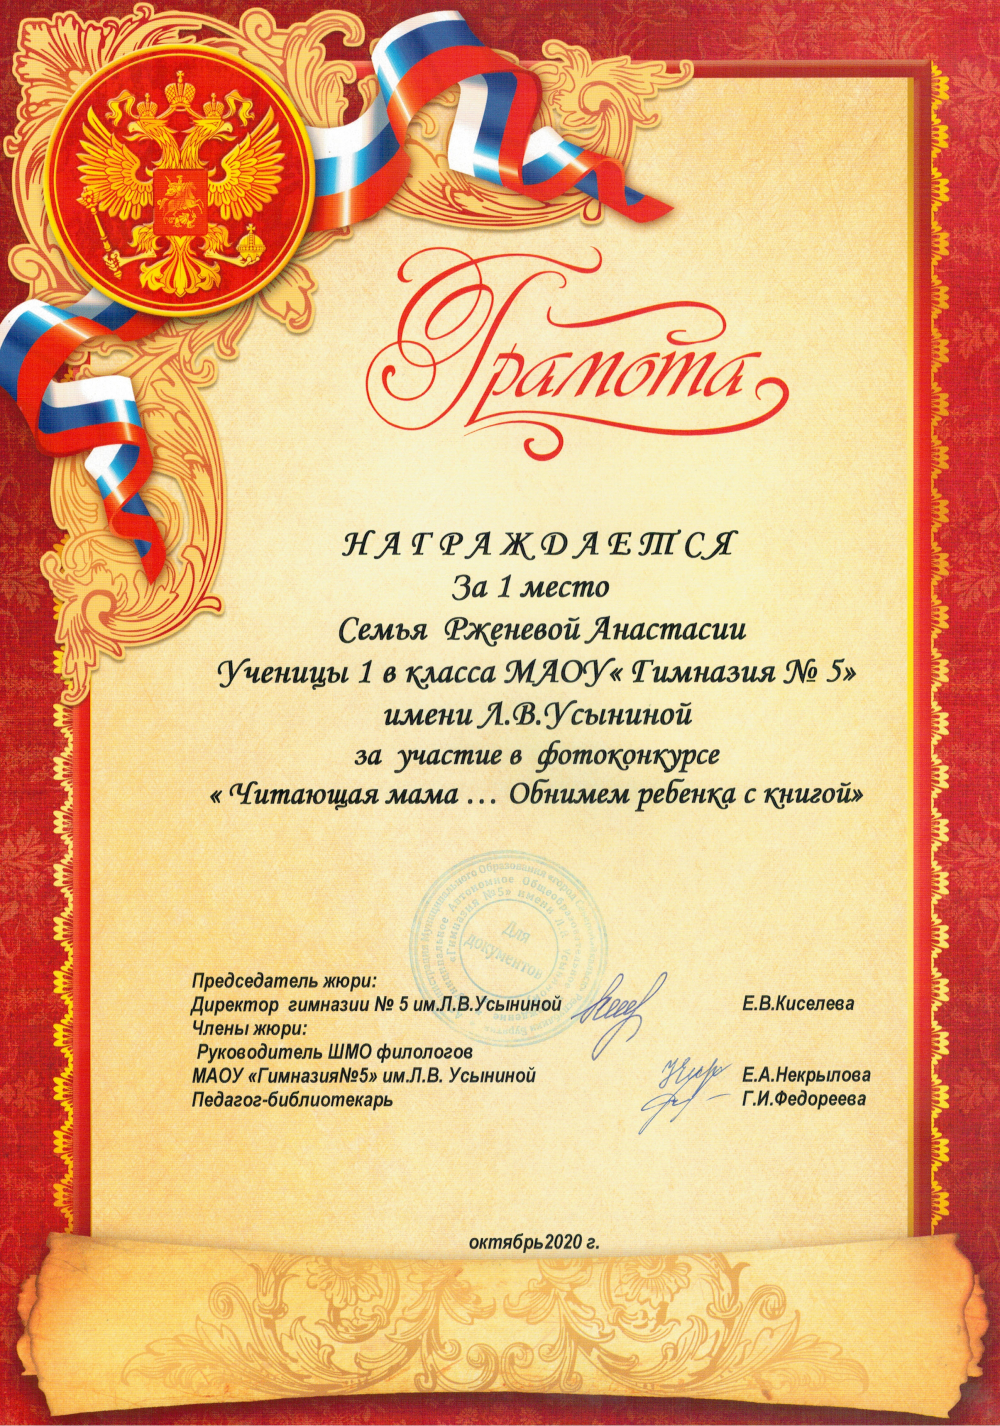 Грамота
НАГРАЖДАЕТСЯ
За 1 место
Семья Рженевой Анастасии
Ученицы 1 в класса МАОУ« Гимназия № 5»
имени Л.В.Усыниной
за участие в фотоконкурсе
« Читающая мама … Обнимем ребенка с книгой»
Для
документов
Председатель жюри:
Директор гимназии № 5 им.Л.В.Усыниной Е.В.Киселева
Члены жюри:
Руководитель ШМО филологов
МАОУ «Гимназия№5» им.Л.В. Усыниной Е.А.Некрылова
Педагог-библиотекарь Г.И.Федореева
октябрь2020 г.